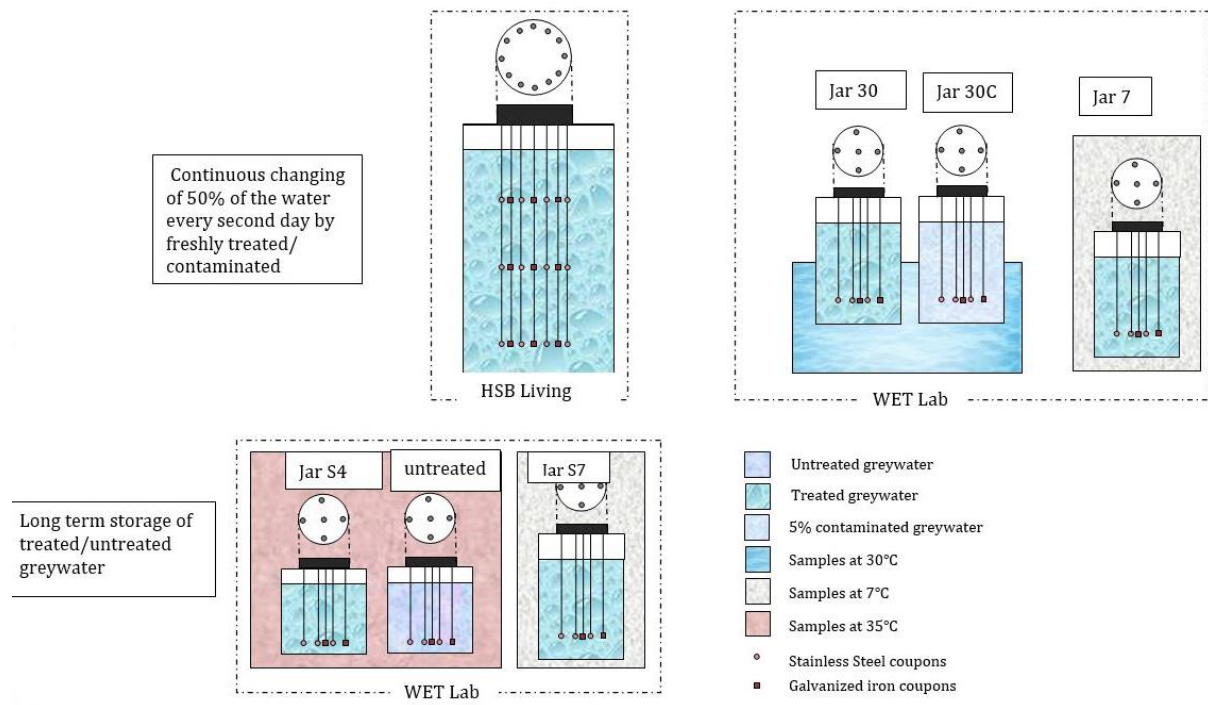 Continuous changing
of 50% of the water
every second day by
freshly treated/
contaminated
HSB Living
Jar 30
Jar 30C
Jar 7
WET Lab
Long term storage of
treated/untreated
greywater
Jar S4
untreated
Jar S7
WET Lab
Untreated greywater
Treated greywater
5% contaminated greywater
Samples at 30°C
Samples at 7°C
Samples at 35°C
Stainless Steel coupons
Galvanized iron coupons